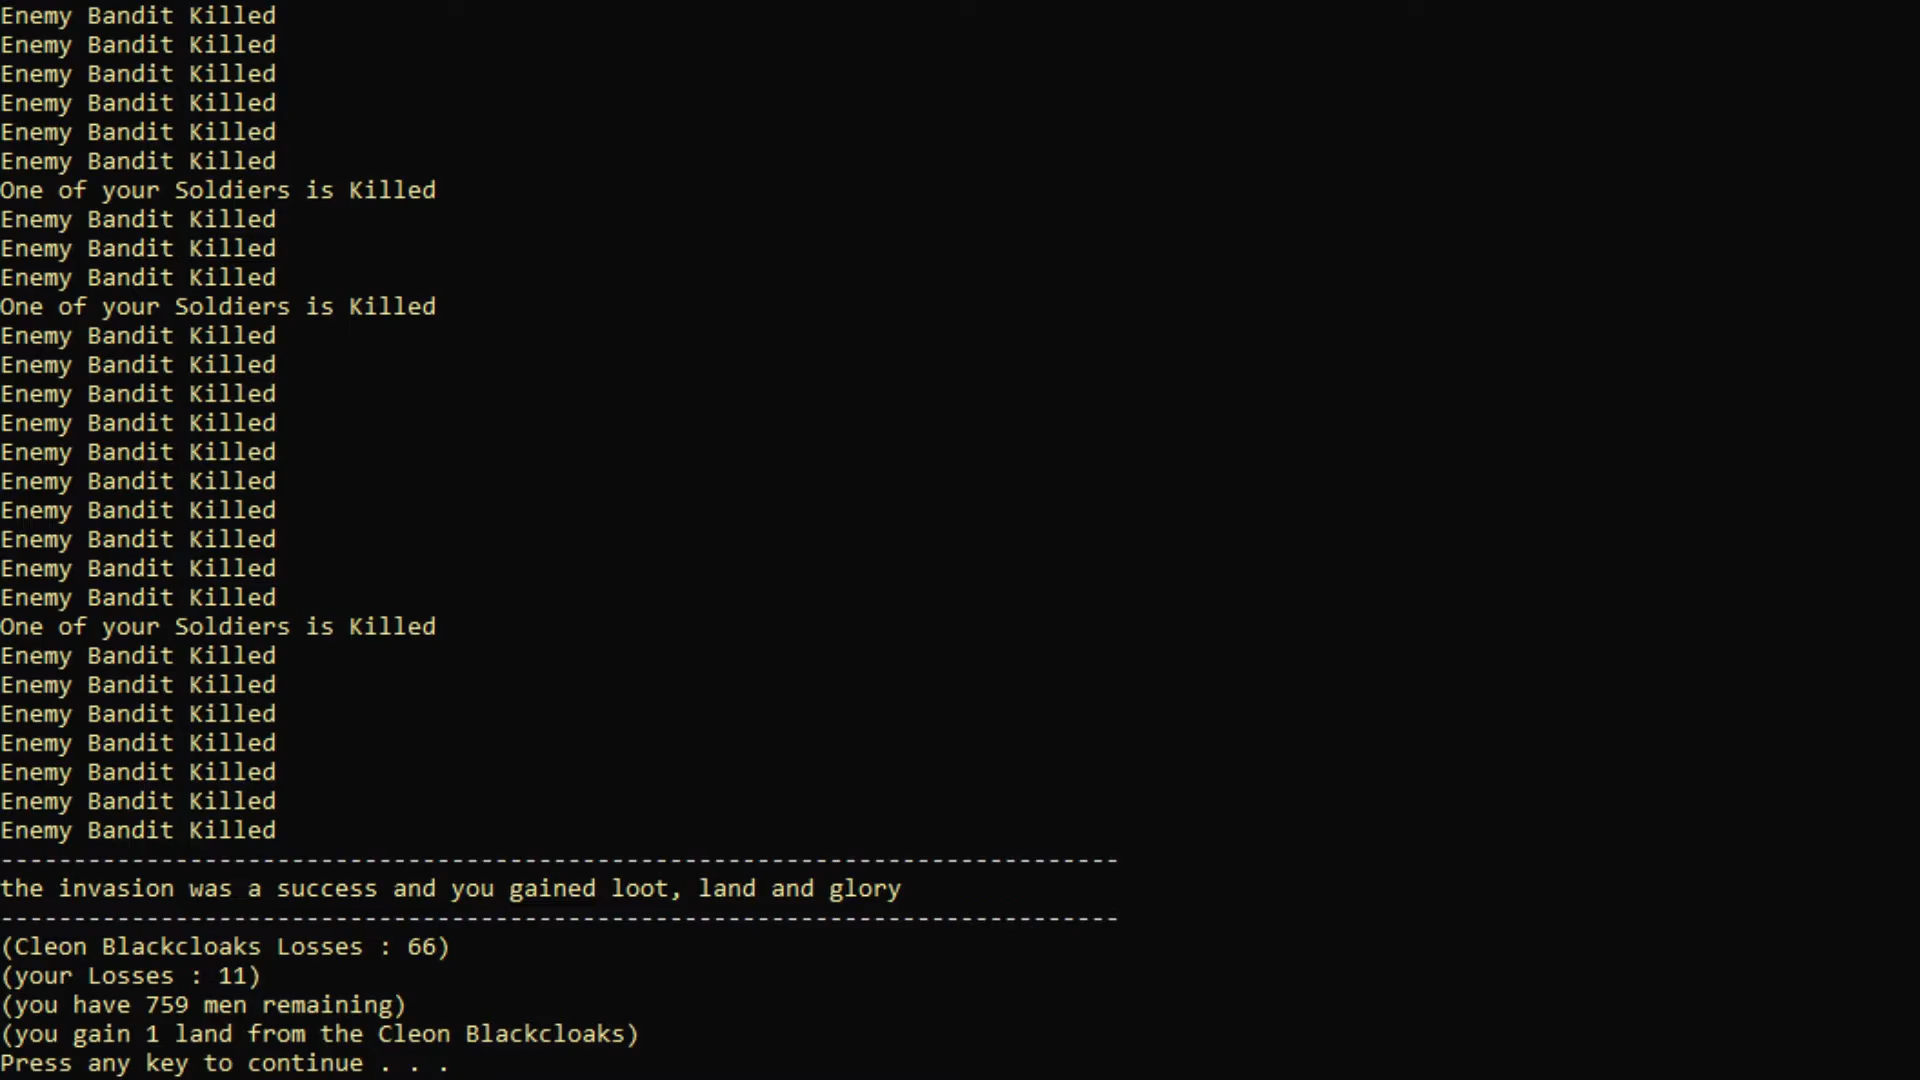 Enemy Bandit Killed
Enemy Bandit Killed
Enemy Bandit Killed
Enemy Bandit Killed
Enemy Bandit Killed
Enemy Bandit Killed
One of your Soldiers is Killed
Enemy Bandit Killed
Enemy Bandit Killed
Enemy Bandit Killed
One of your Soldiers is Killed
Enemy Bandit Killed
Enemy Bandit Killed
Enemy Bandit Killed
Enemy Bandit Killed
Enemy Bandit Killed
Enemy Bandit Killed
Enemy Bandit Killed
Enemy Bandit Killed
Enemy Bandit Killed
Enemy Bandit Killed
One of your Soldiers is Killed
Enemy Bandit Killed
Enemy Bandit Killed
Enemy Bandit Killed
Enemy Bandit Killed
Enemy Bandit Killed
Enemy Bandit Killed
Enemy Bandit Killed
-----------------------------------------------------------------------------
the invasion was a success and you gained loot, land and glory
-----------------------------------------------------------------------------
(Cleon Blackcloaks Losses : 66)
(your Losses : 11)
(you have 759 men remaining)
(you gain 1 land from the Cleon Blackcloaks)
Press any key to continue . . .